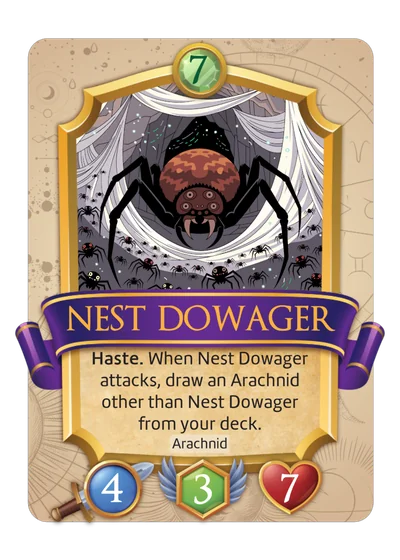 7
NEST DOWAGER
Haste. When Nest Dowager
attacks, draw an Arachnid
other than Nest Dowager
from your deck.
Arachnid
4
3
7